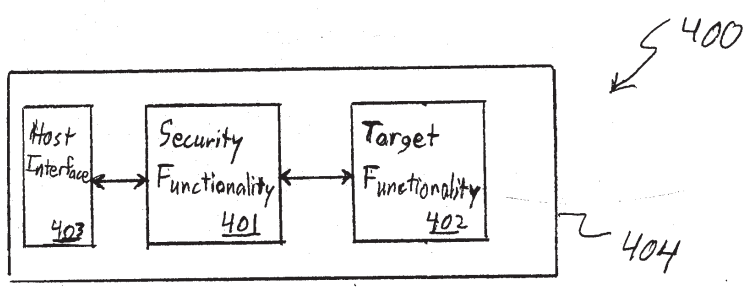 400
Host
Interface
403
Security
Functionality
401
Target
Functionality
402
404